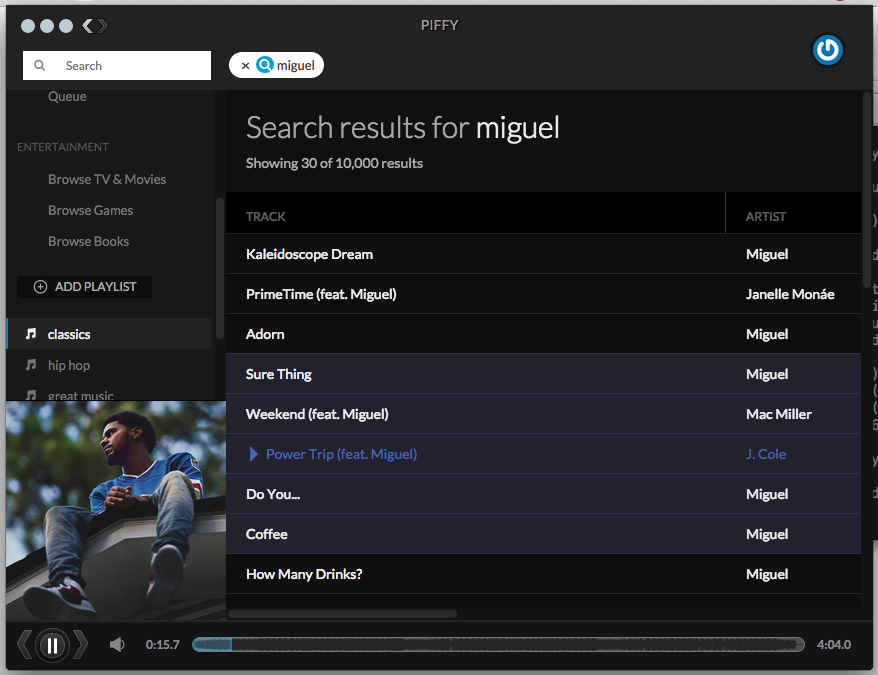 PIFFY
Search
× miguel
Queue
ENTERTAINMENT
Browse TV & Movies
Browse Games
Browse Books
ADD PLAYLIST
classics
hip hop
great music
Search results for miguel
Showing 30 of 10,000 results
TRACK ARTIST
Kaleidoscope Dream Miguel
PrimeTime (feat. Miguel) Janelle Monáe
Adorn Miguel
Sure Thing Miguel
Weekend (feat. Miguel) Mac Miller
Power Trip (feat. Miguel) J. Cole
Do You... Miguel
Coffee Miguel
How Many Drinks? Miguel
0:15.7 4:04.0